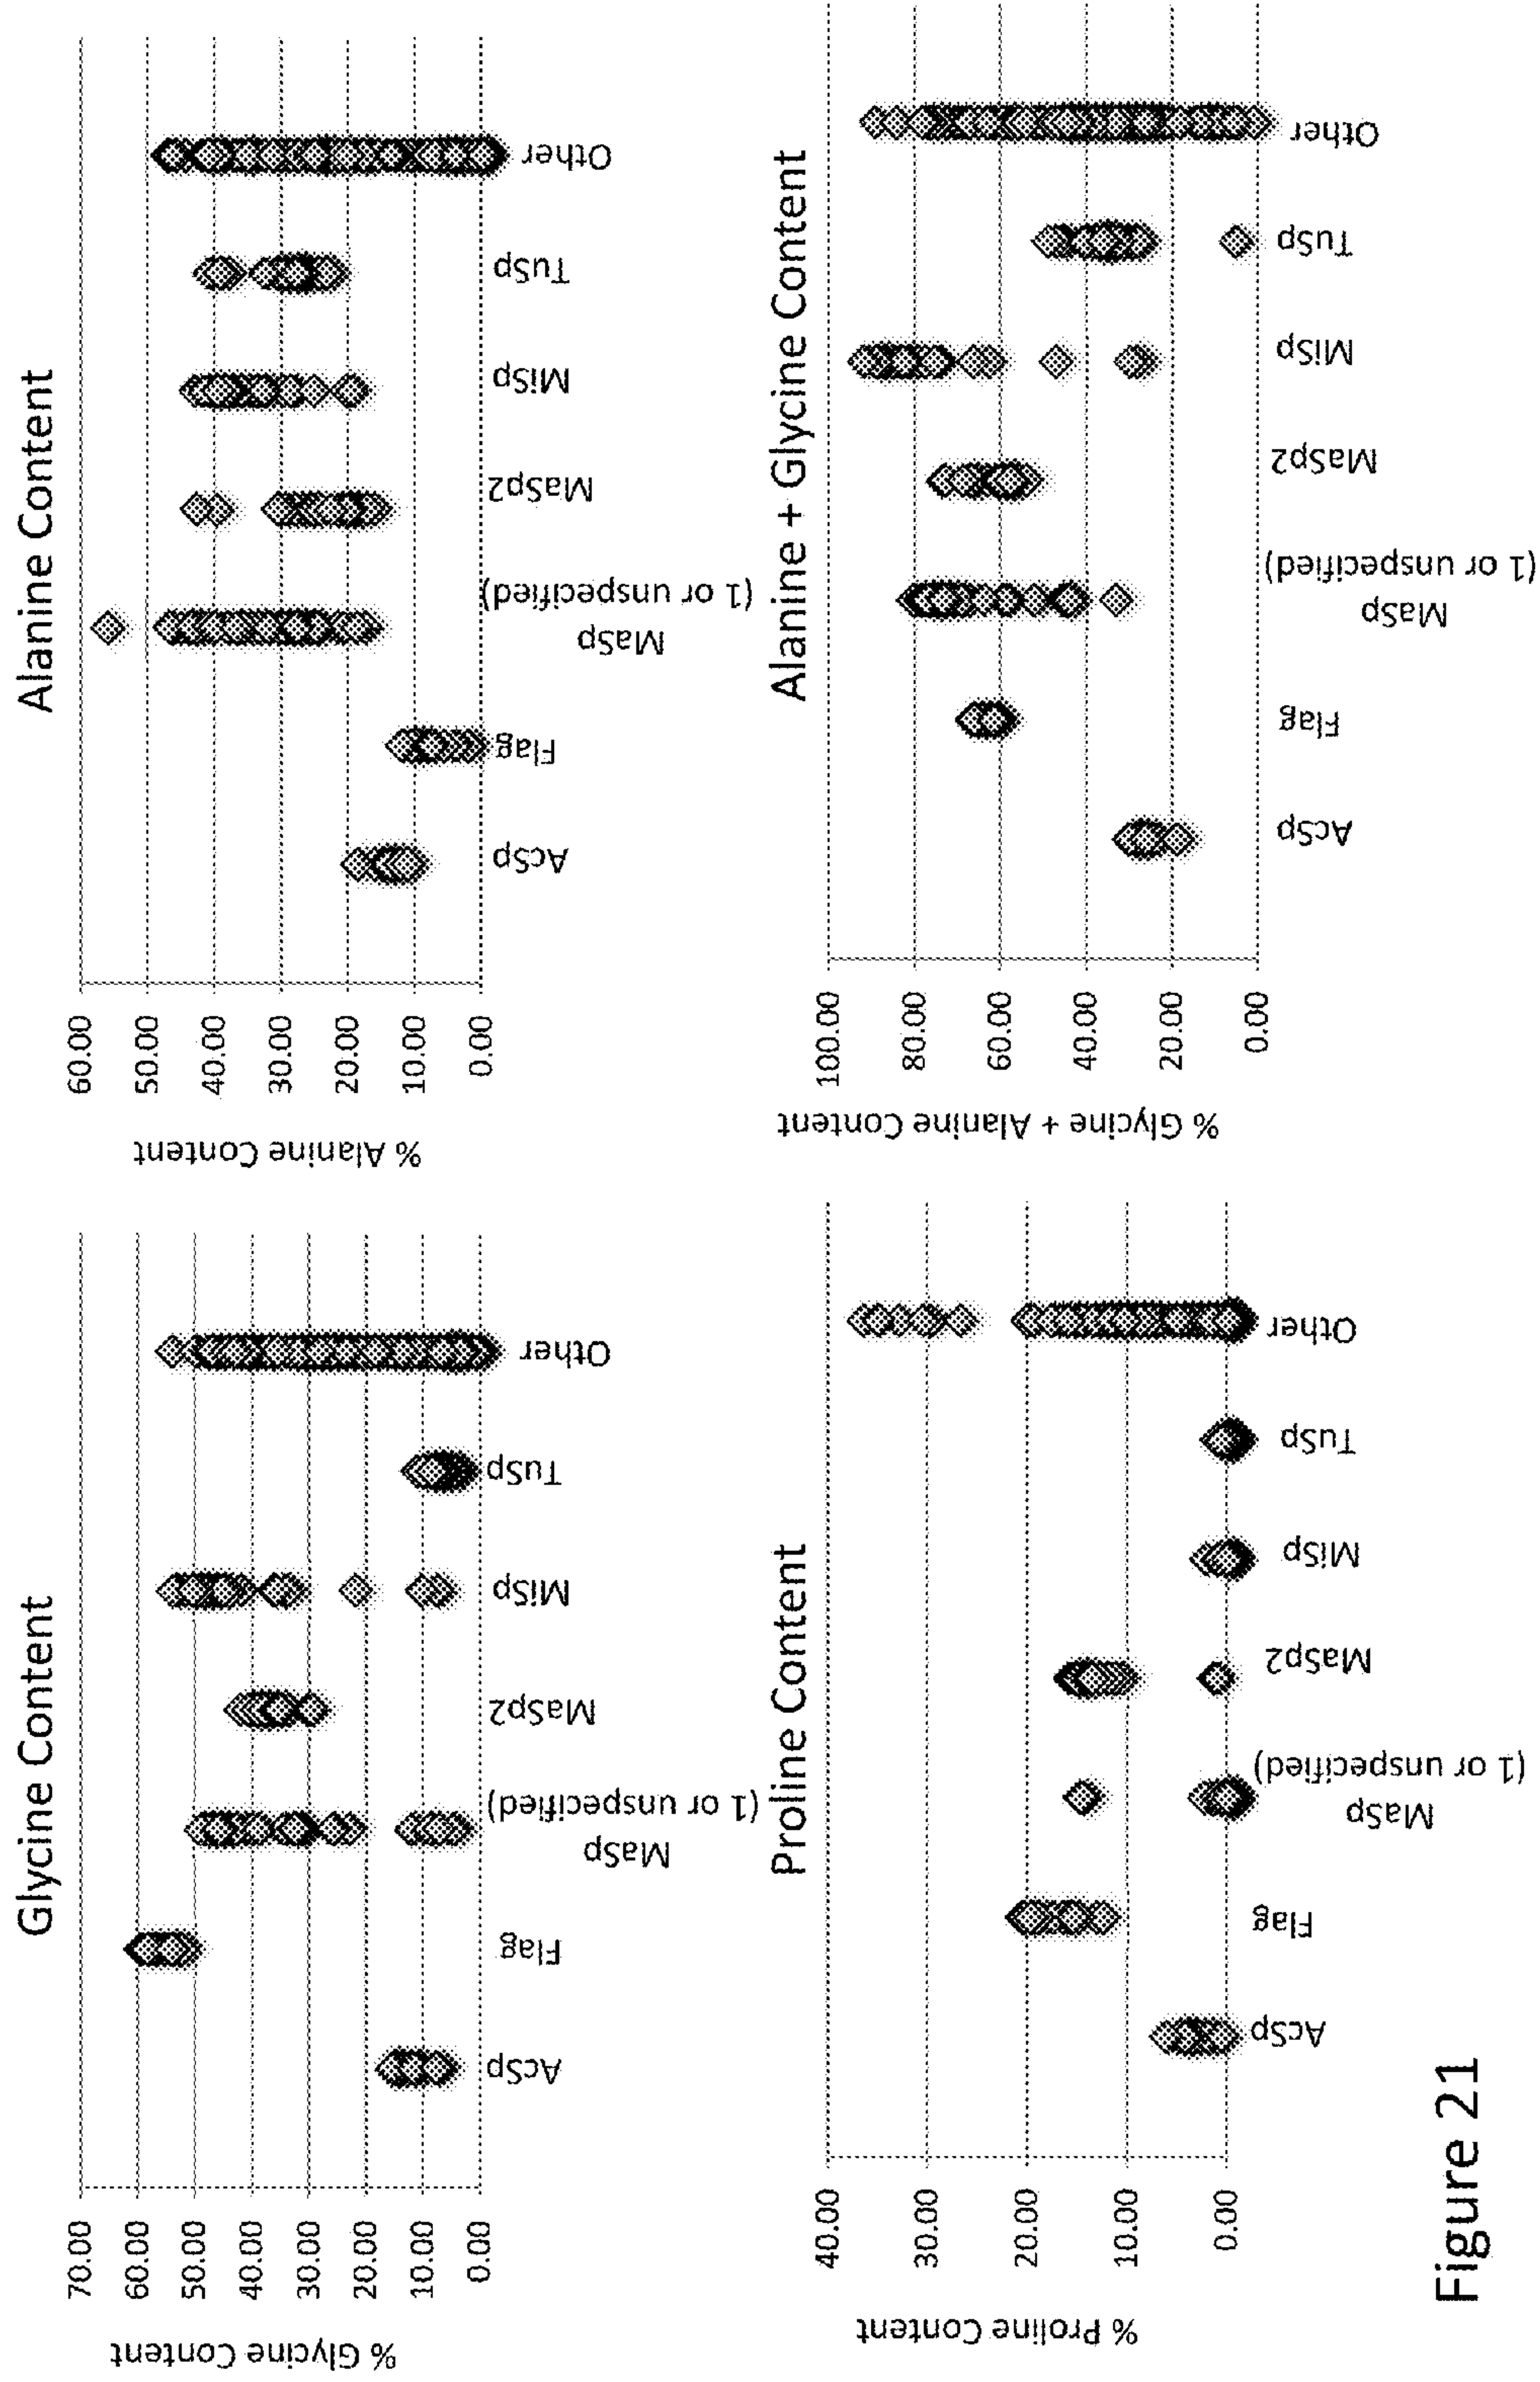 Glycine Content
% Glycine Content
70.00
60.00
50.00
40.00
30.00
20.00
10.00
0.00
AcSp
Flag
MaSp
(1 or unspecified)
MaSp2
MiSp
TuSp
Other
Alanine Content
% Alanine Content
60.00
50.00
40.00
30.00
20.00
10.00
0.00
AcSp
Flag
MaSp
(1 or unspecified)
MaSp2
MiSp
TuSp
Other
Proline Content
% Proline Content
40.00
30.00
20.00
10.00
0.00
AcSp
Flag
MaSp
(1 or unspecified)
MaSp2
MiSp
TuSp
Other
Alanine + Glycine Content
% Glycine + Alanine Content
100.00
80.00
60.00
40.00
20.00
0.00
AcSp
Flag
MaSp
(1 or unspecified)
MaSp2
MiSp
TuSp
Other
Figure 21